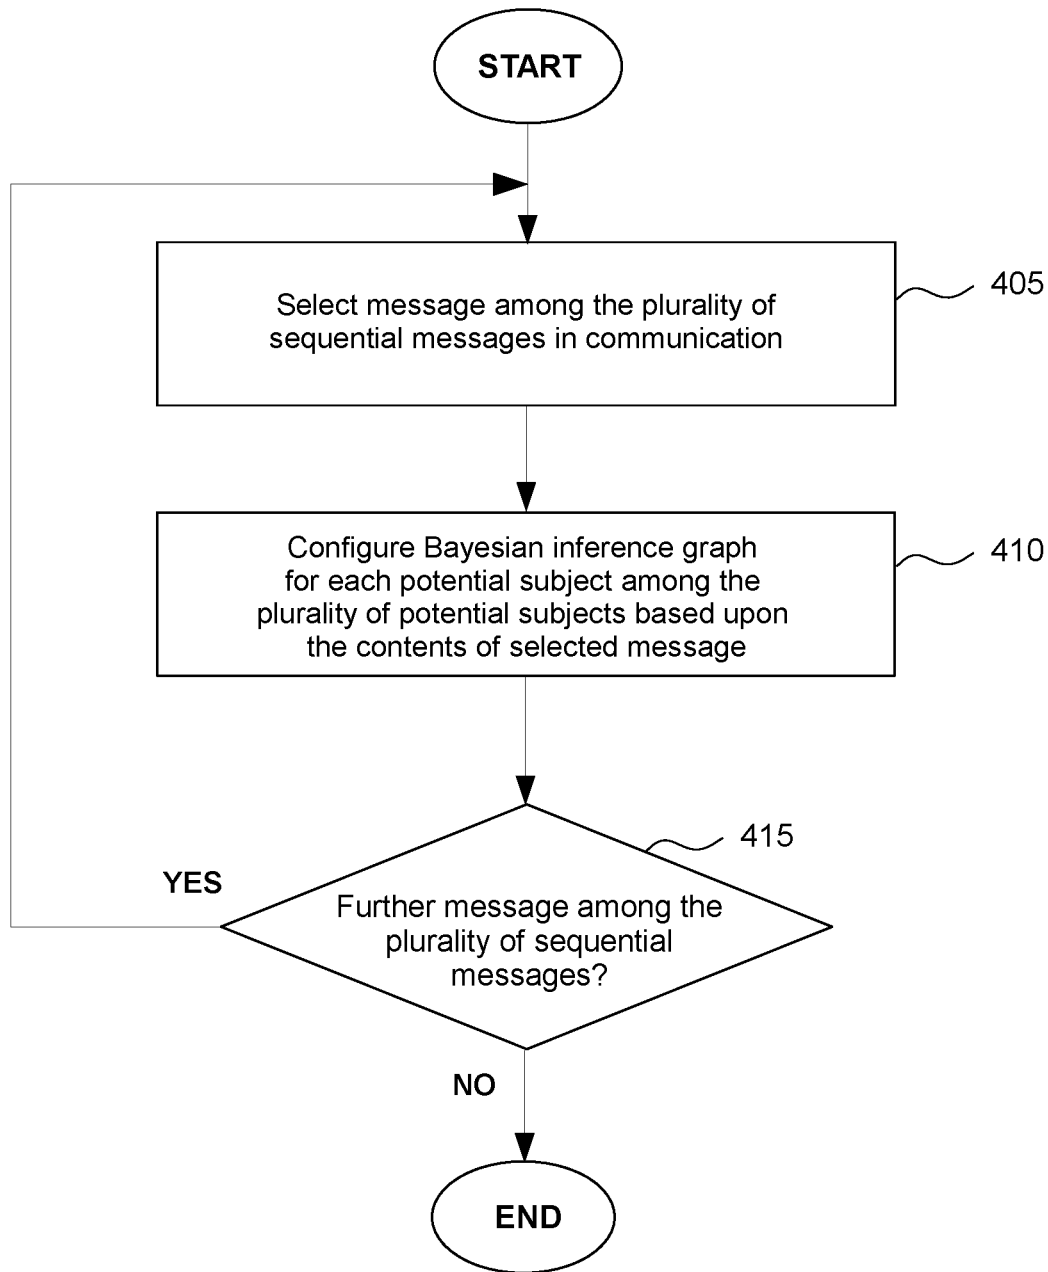 START
Select message among the plurality of
sequential messages in communication
405
Configure Bayesian inference graph
for each potential subject among the
plurality of potential subjects based upon
the contents of selected message
410
415
YES
Further message among the
plurality of sequential
messages?
NO
END